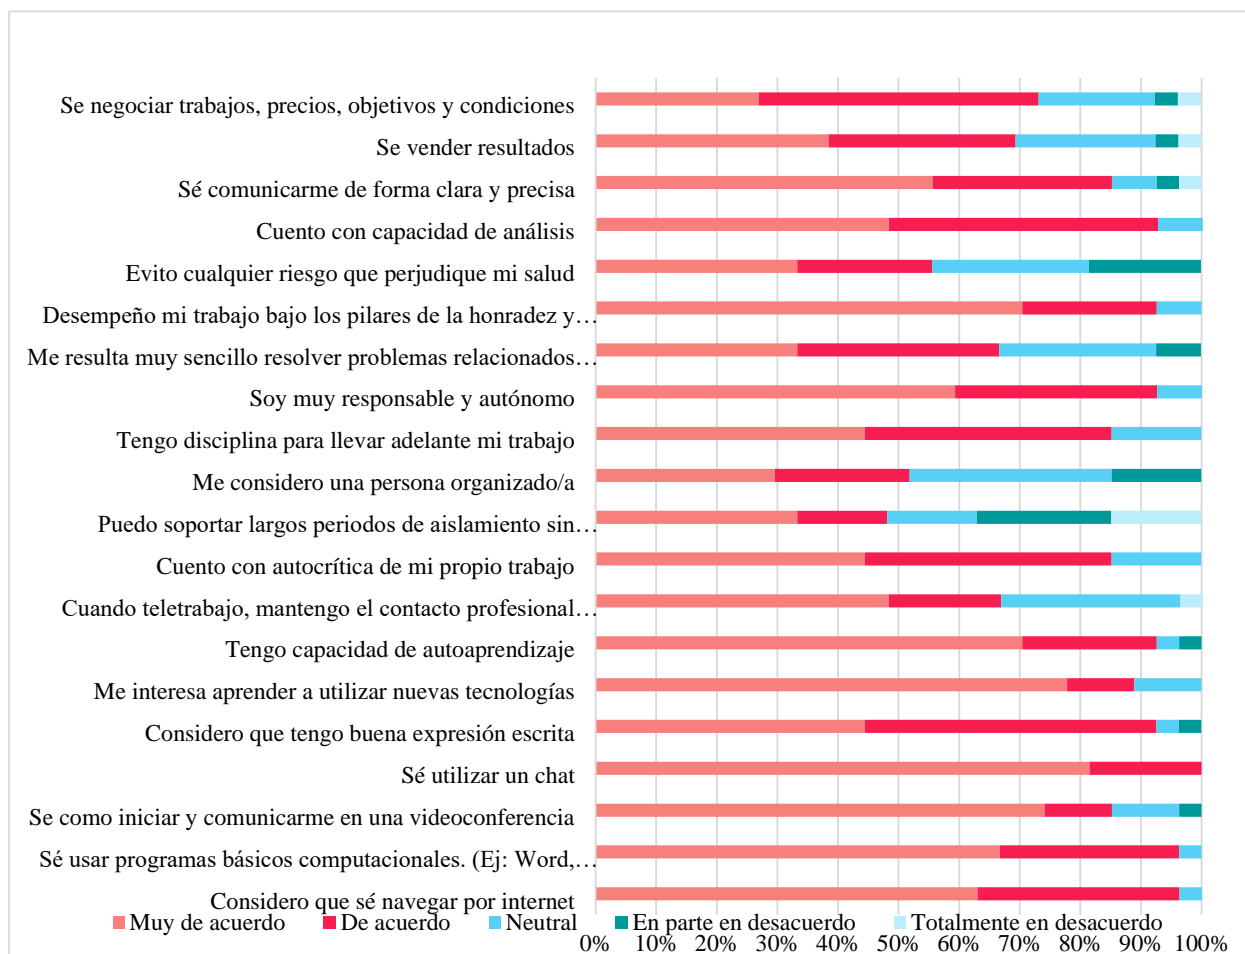 Se negociar trabajos, precios, objetivos y condiciones
Se vender resultados
Sé comunicarme de forma clara y precisa
Cuento con capacidad de análisis
Evito cualquier riesgo que perjudique mi salud
Desempeño mi trabajo bajo los pilares de la honradez y…
Me resulta muy sencillo resolver problemas relacionados…
Soy muy responsable y autónomo
Tengo disciplina para llevar adelante mi trabajo
Me considero una persona organizado/a
Puedo soportar largos periodos de aislamiento sin…
Cuento con autocrítica de mi propio trabajo
Cuando teletrabajo, mantengo el contacto profesional…
Tengo capacidad de autoaprendizaje
Me interesa aprender a utilizar nuevas tecnologías
Considero que tengo buena expresión escrita
Sé utilizar un chat
Se como iniciar y comunicarme en una videoconferencia
Sé usar programas básicos computacionales. (Ej: Word,…
Considero que sé navegar por internet
Muy de acuerdo De acuerdo Neutral En parte en desacuerdo Totalmente en desacuerdo
0% 10% 20% 30% 40% 50% 60% 70% 80% 90% 100%